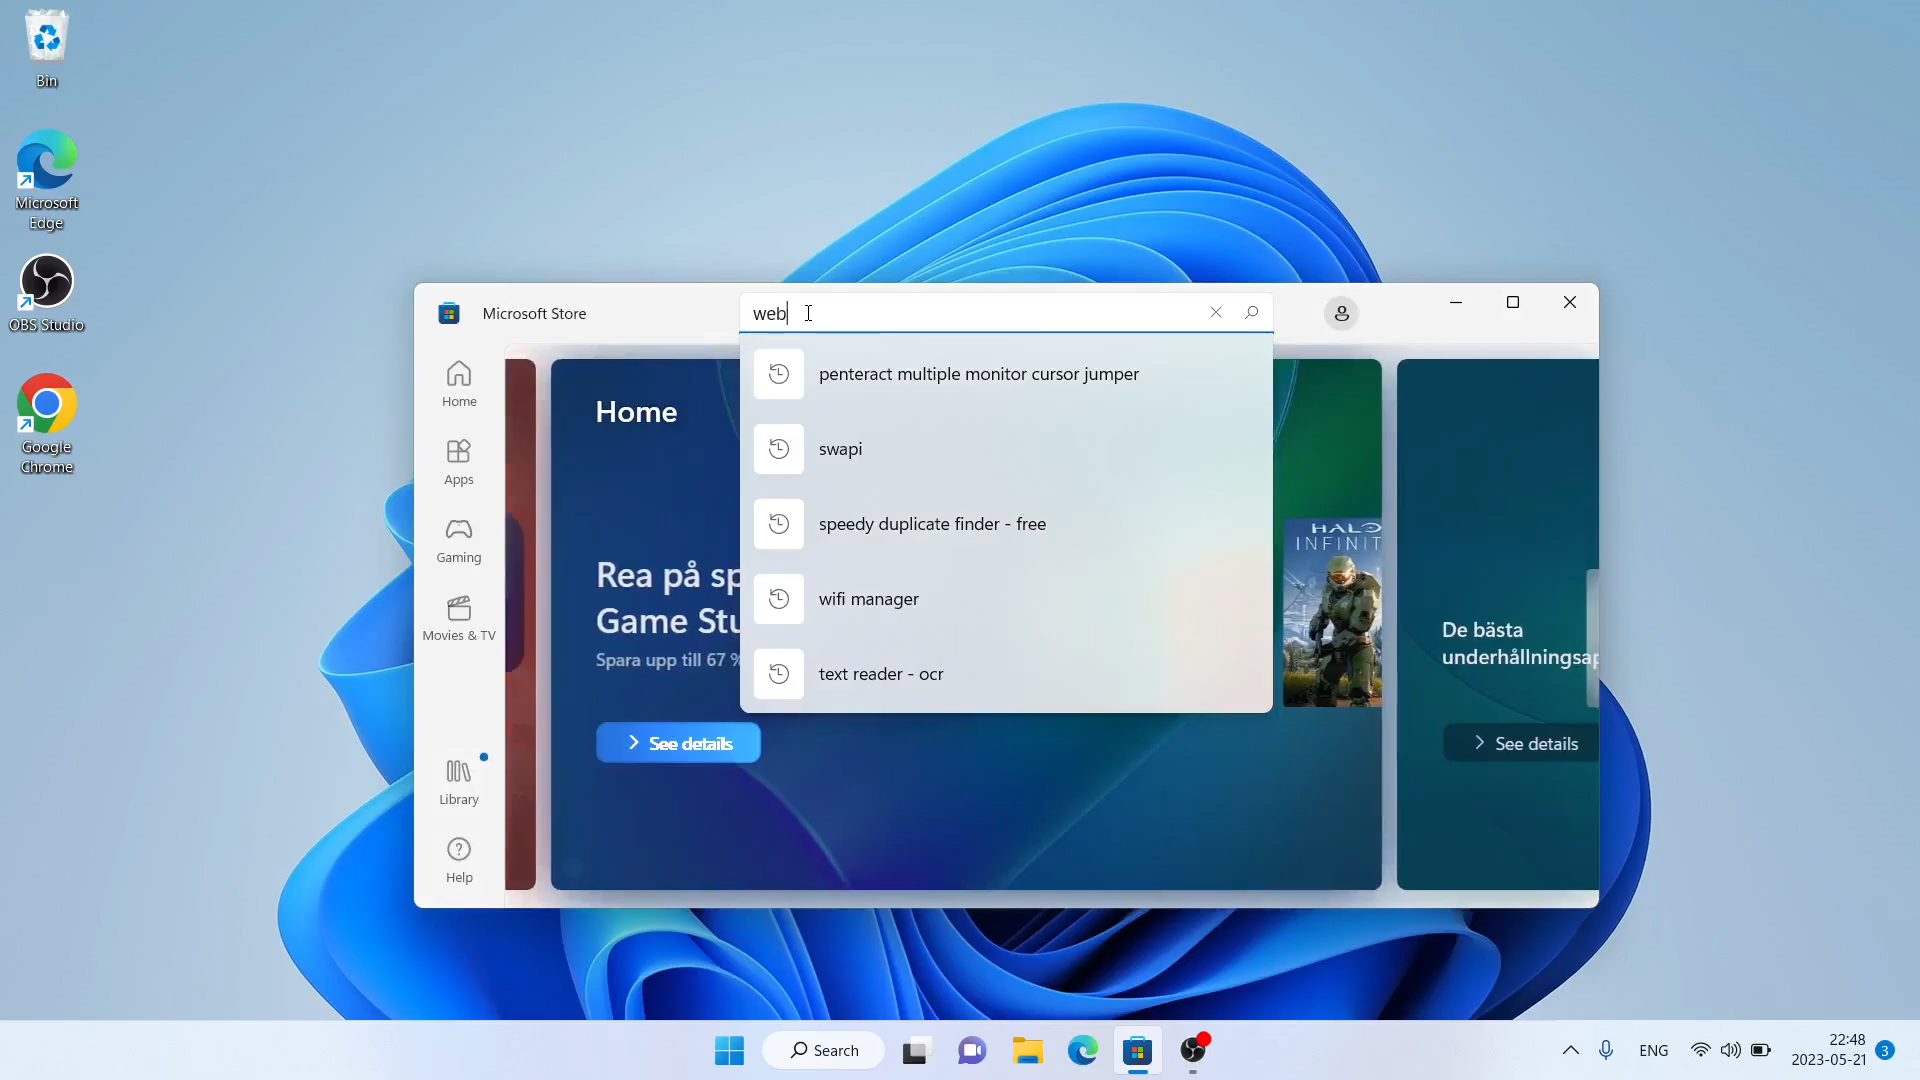 Bin
Microsoft
Edge
OBS Studio
Google
Chrome
Microsoft Store
web
penteract multiple monitor cursor jumper
swapi
speedy duplicate finder - free
wifi manager
text reader - ocr
Home
Apps
Gaming
Movies & TV
Library
Help
Home
Rea på sp
Game Stu
Spara upp till 67 %
See details
HALO
INFINIT
De bästa
underhållningsap
See details
Search
ENG
22:48
2023-05-21
3